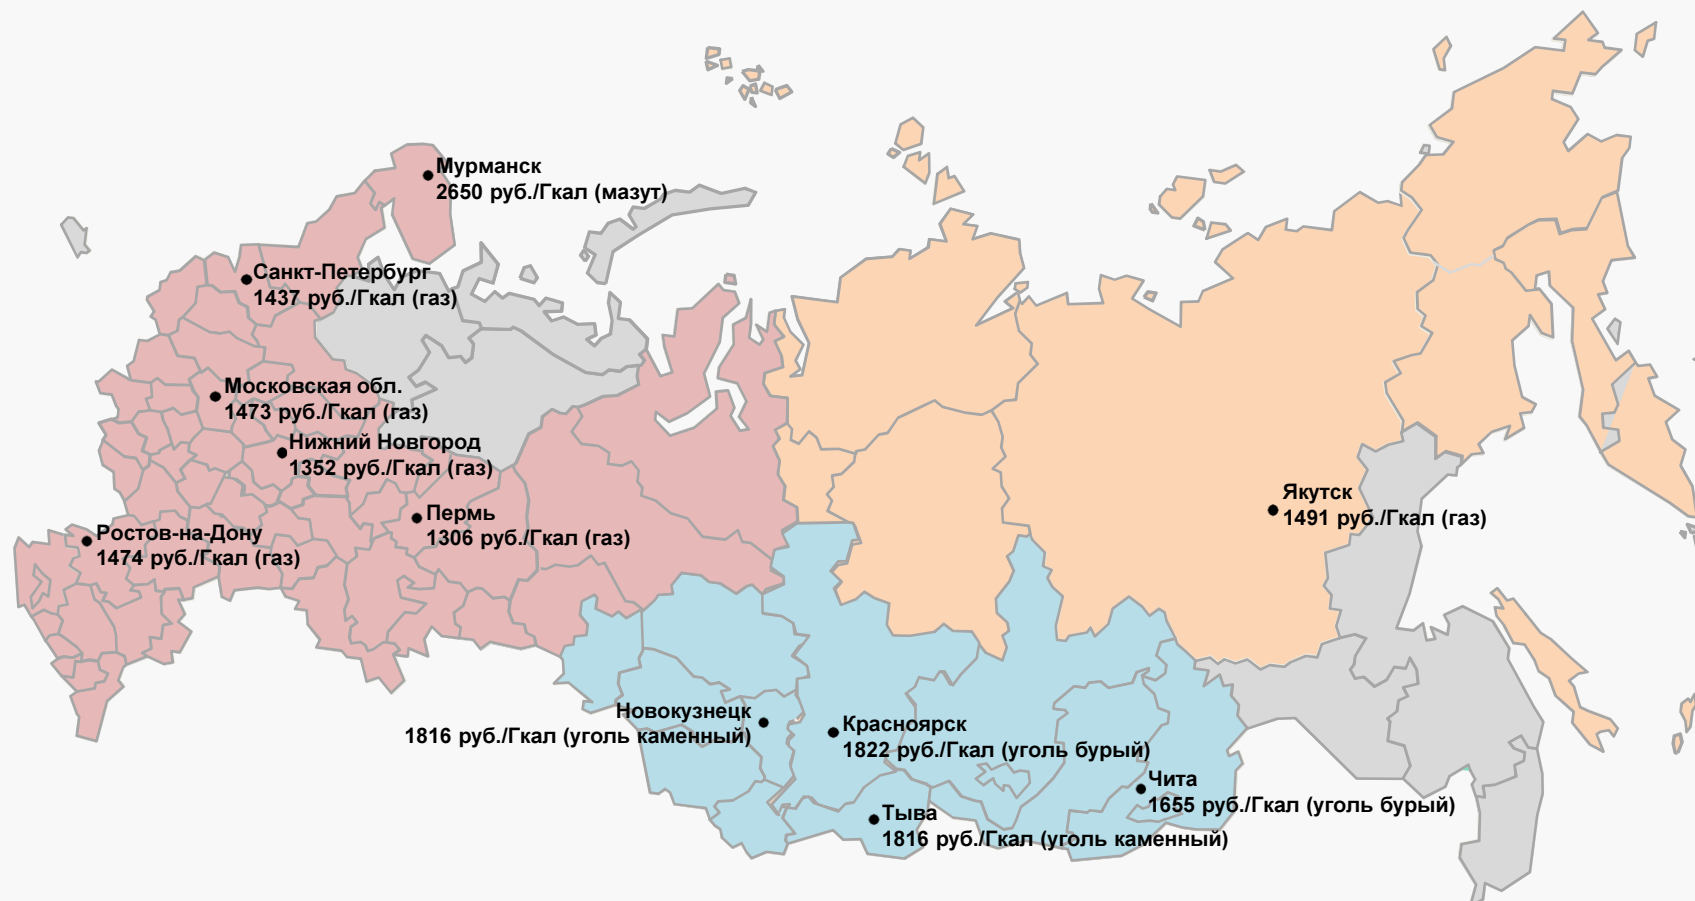 Мурманск
2650 руб./Гкал (мазут)
Санкт-Петербург
1437 руб./Гкал (газ)
Московская обл.
1473 руб./Гкал (газ)
Нижний Новгород
1352 руб./Гкал (газ)
Якутск
1491 руб./Гкал (газ)
Пермь
1306 руб./Гкал (газ)
Ростов-на-Дону
1474 руб./Гкал (газ)
Новокузнецк
1816 руб./Гкал (уголь каменный)
Красноярск
1822 руб./Гкал (уголь бурый)
Чита
1655 руб./Гкал (уголь бурый)
Тыва
1816 руб./Гкал (уголь каменный)